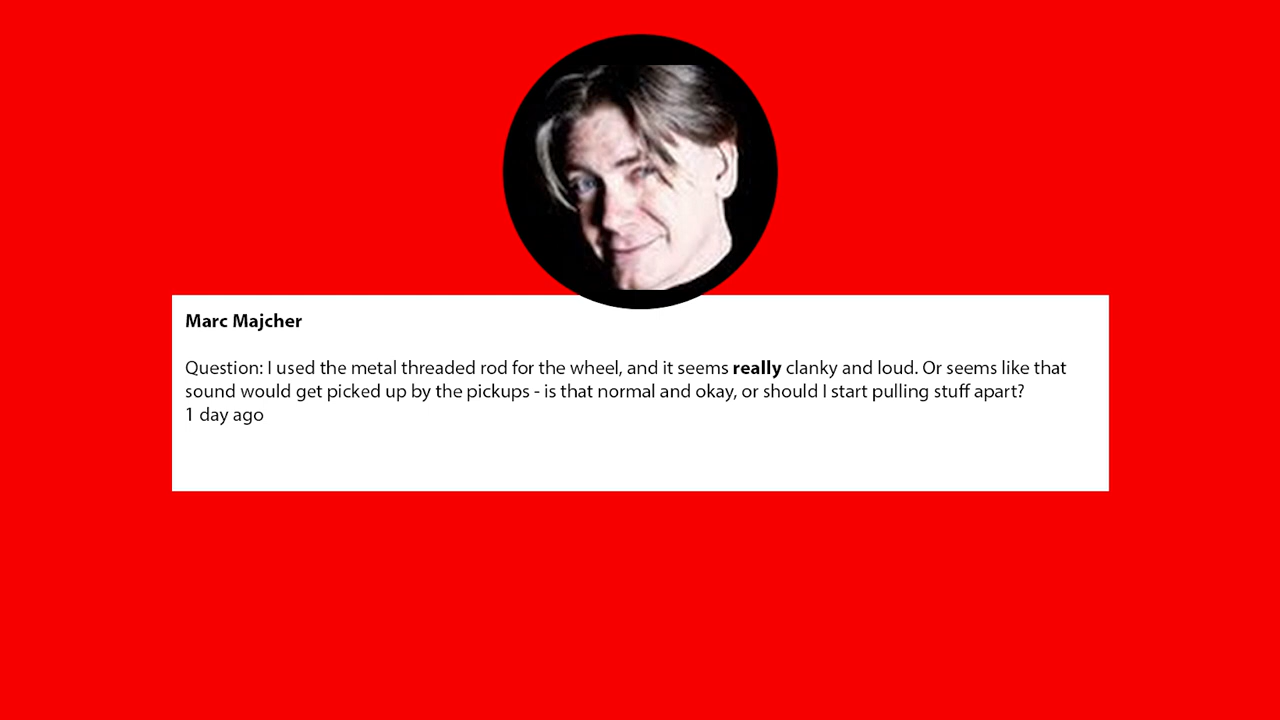 Marc Majcher
Question: I used the metal threaded rod for the wheel, and it seems really clanky and loud. Or seems like that
sound would get picked up by the pickups - is that normal and okay, or should I start pulling stuff apart?
1 day ago